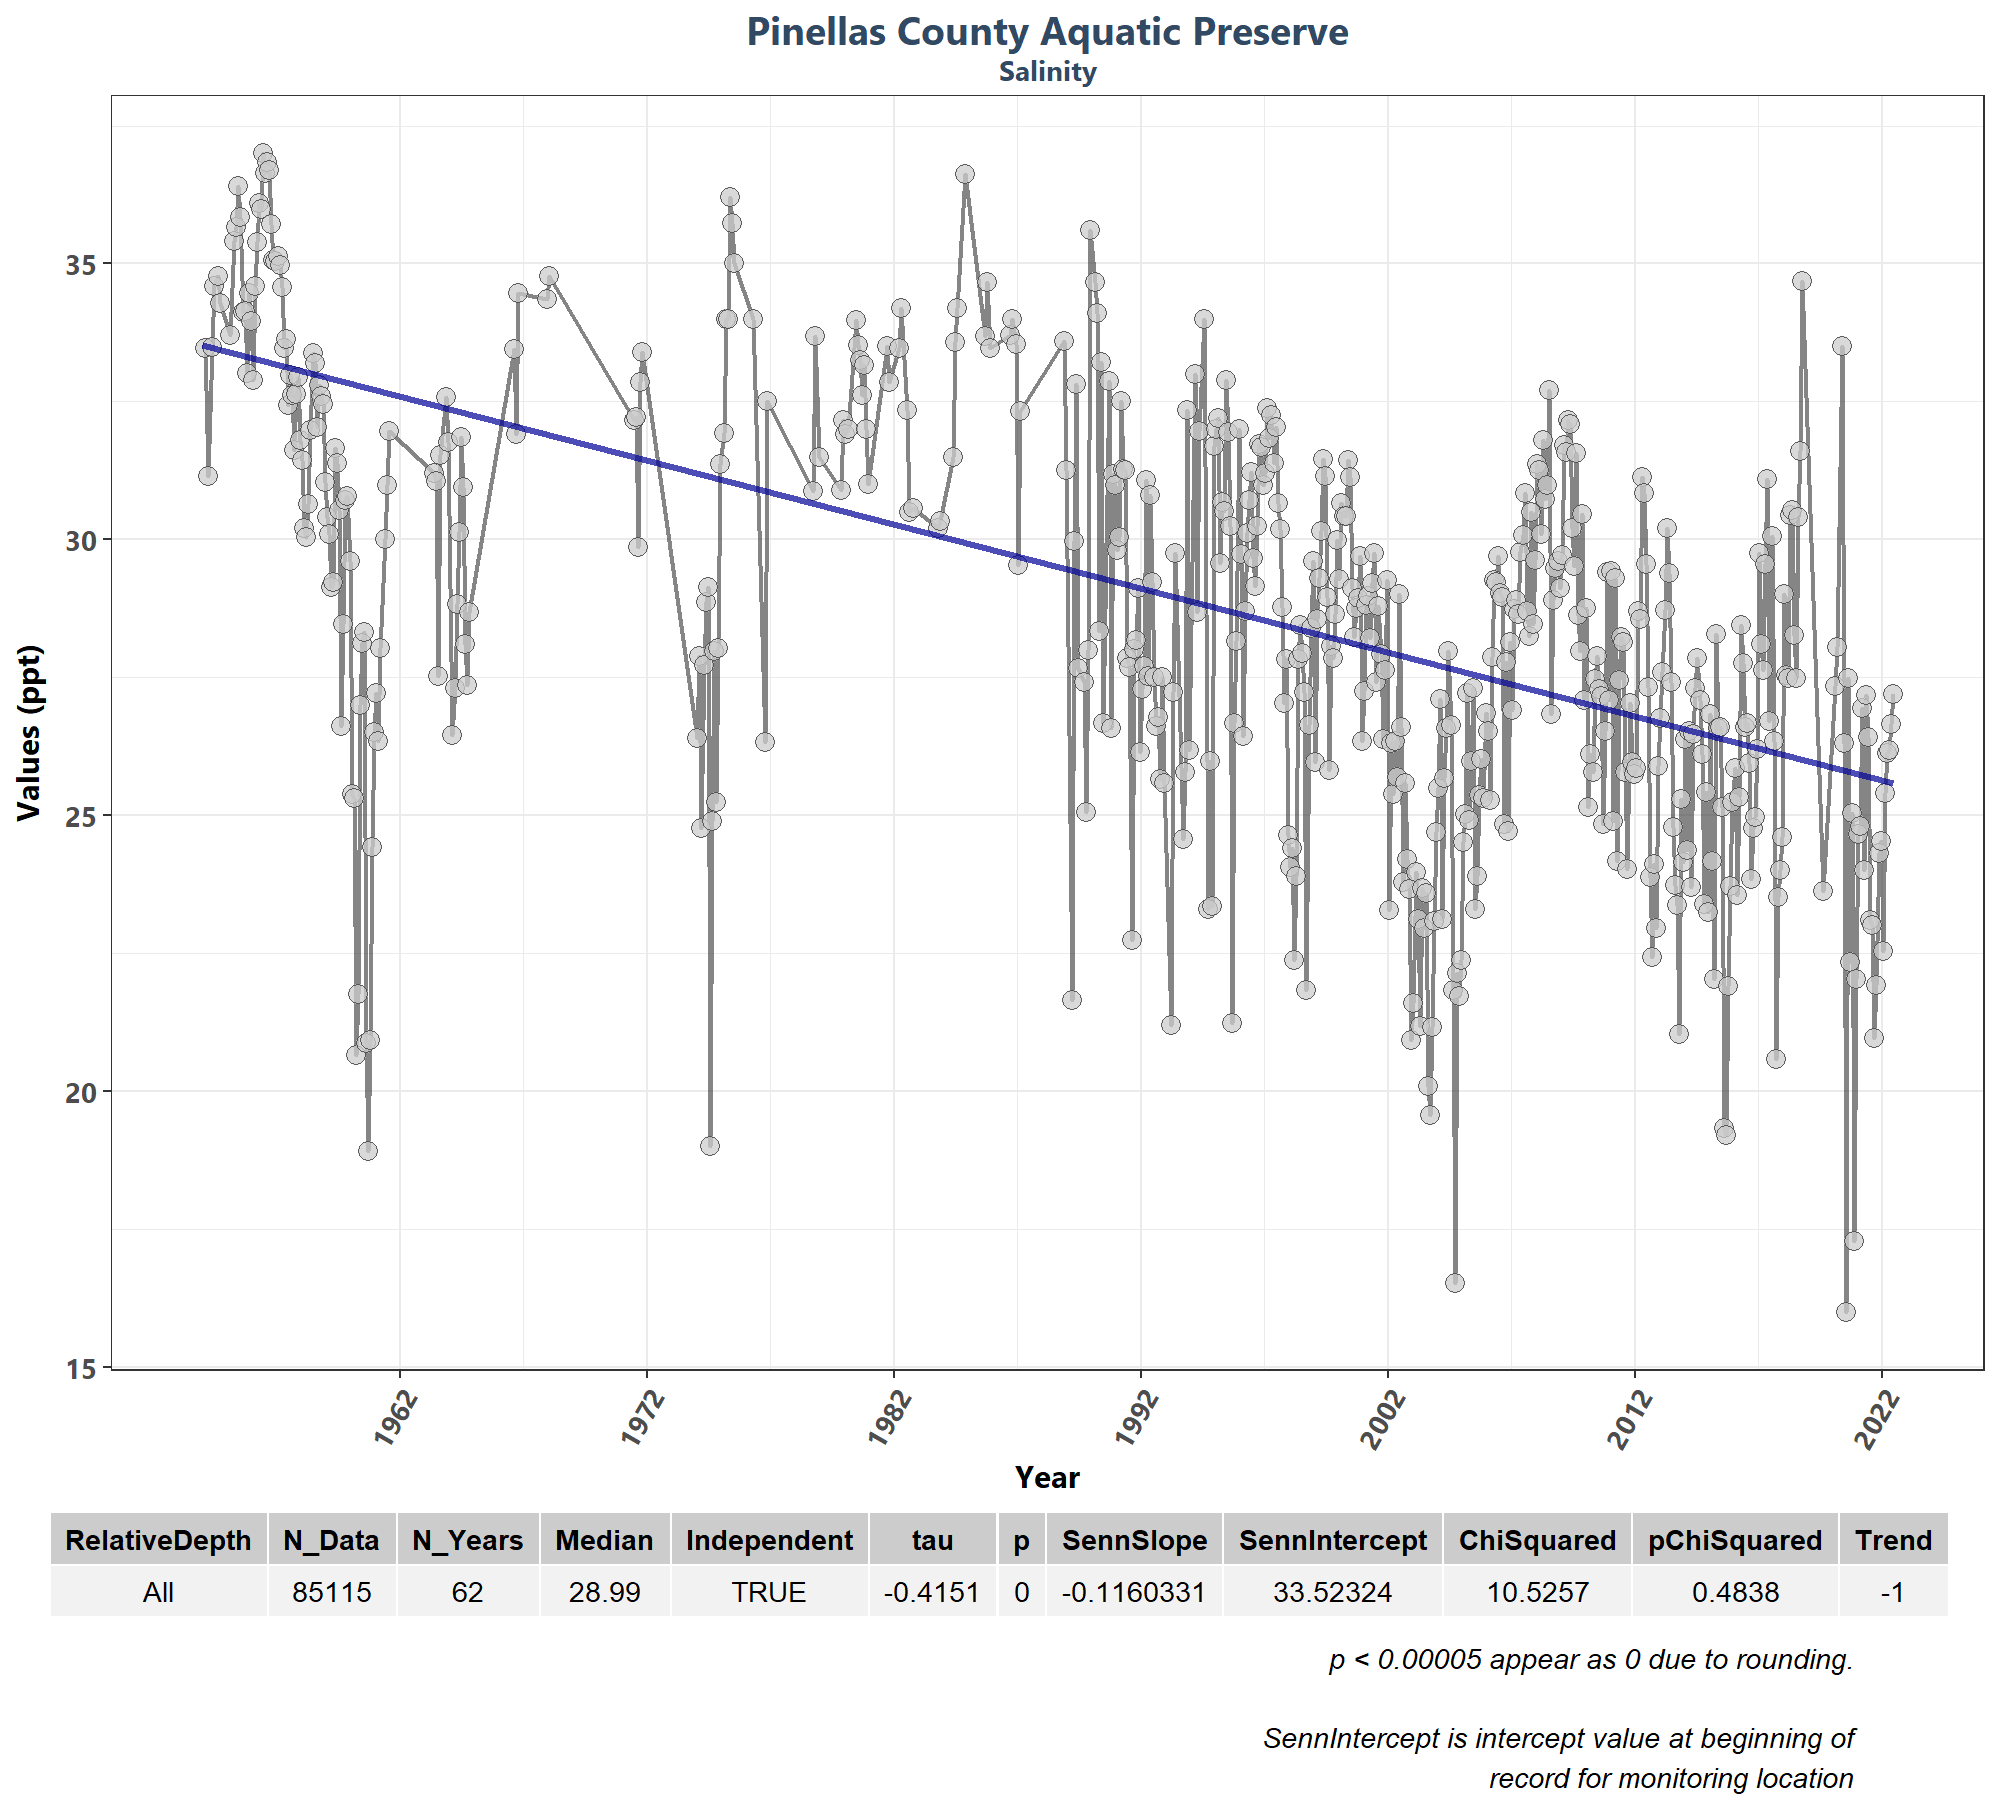 Pinellas County Aquatic Preserve
Salinity
Values (ppt)
35
30
25
20
15
1962 1972 1982 1992 2002 2012 2022
Year
RelativeDepth N_Data N_Years Median Independent tau p SennSlope SennIntercept ChiSquared pChiSquared Trend
All 85115 62 28.99 TRUE -0.4151 0 -0.1160331 33.52324 10.5257 0.4838 -1
p < 0.00005 appear as 0 due to rounding.
SennIntercept is intercept value at beginning of
record for monitoring location